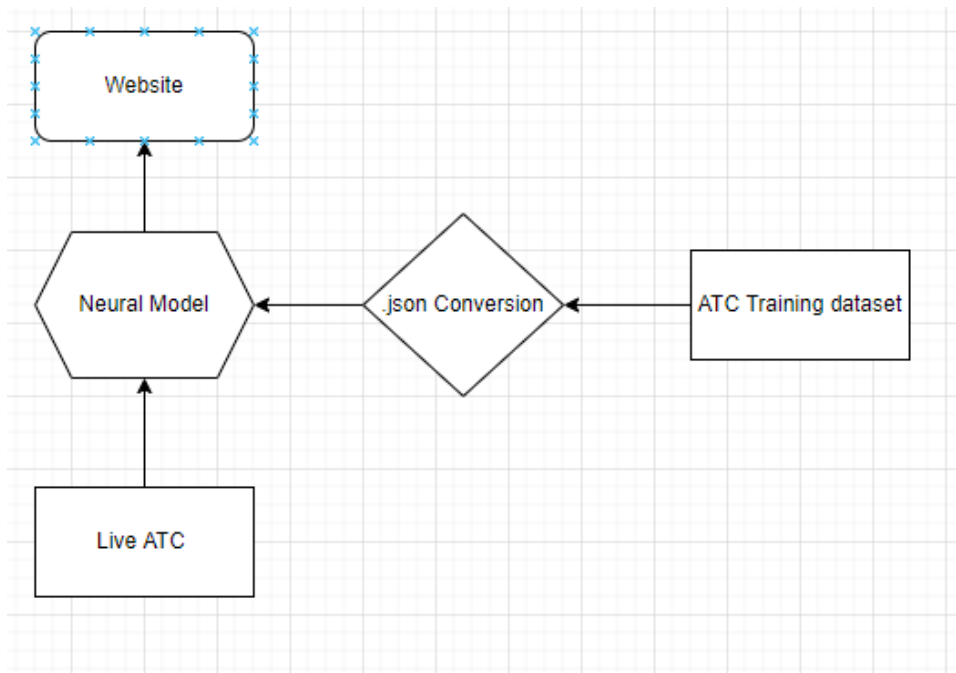 Website
Neural Model
.json Conversion
ATC Training dataset
Live ATC